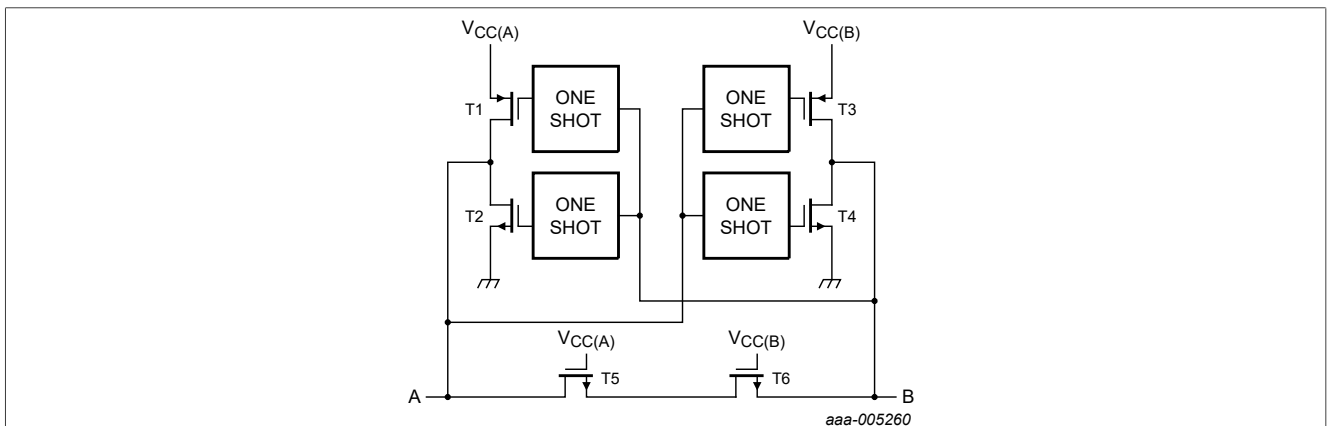 VCC(A)
VCC(B)
T1
ONE
SHOT
ONE
SHOT
T3
T2
ONE
SHOT
ONE
SHOT
T4
VCC(A)
VCC(B)
T5
T6
A
B
aaa-005260